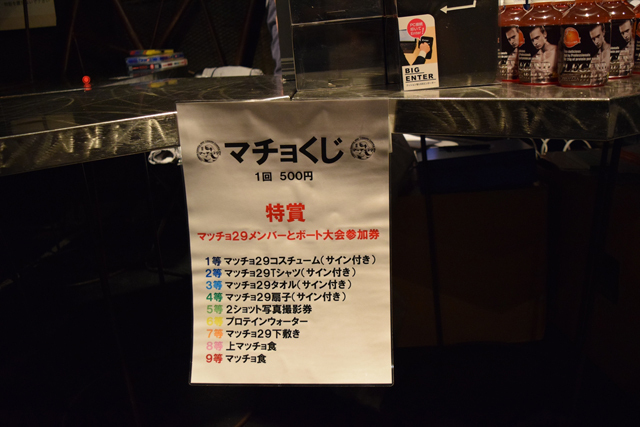 BIG
ENTER
マチョくじ
1回 500円
特賞
マッチョ29メンバーとボート大会参加券
1等 マッチョ29コスチューム(サイン付き)
2等 マッチョ29Tシャツ(サイン付き)
3等 マッチョ29タオル(サイン付き)
4等 マッチョ29扇子(サイン付き)
5等 2ショット写真撮影券
6等 プロテインウォーター
7等 マッチョ29下敷き
8等 上マッチョ食
9等 マッチョ食